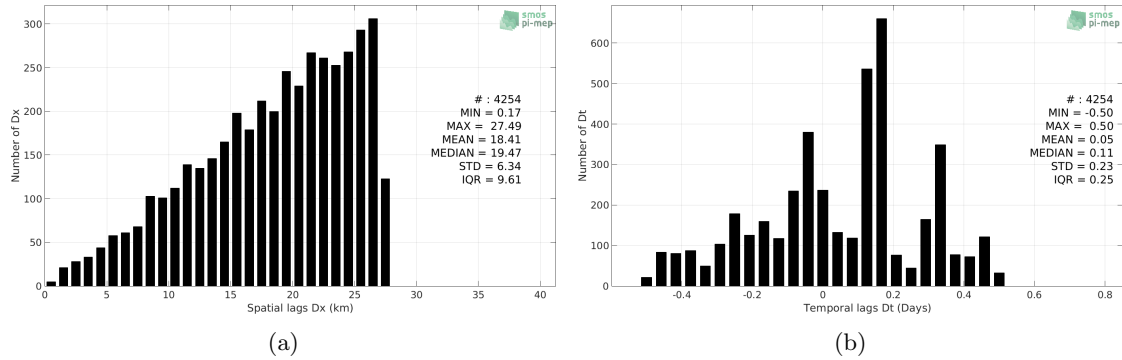 300
250
200
150
100
50
0
Number of Dx
0 5 10 15 20 25 30 35 40
Spatial lags Dx (km)
smos
pi-mep
# : 4254
MIN = 0.17
MAX = 27.49
MEAN = 18.41
MEDIAN = 19.47
STD = 6.34
IQR = 9.61
(a)
600
500
400
300
200
100
0
Number of Dt
-0.4 -0.2 0 0.2 0.4 0.6 0.8
Temporal lags Dt (Days)
smos
pi-mep
# : 4254
MIN = -0.50
MAX = 0.50
MEAN = 0.05
MEDIAN = 0.11
STD = 0.23
IQR = 0.25
(b)